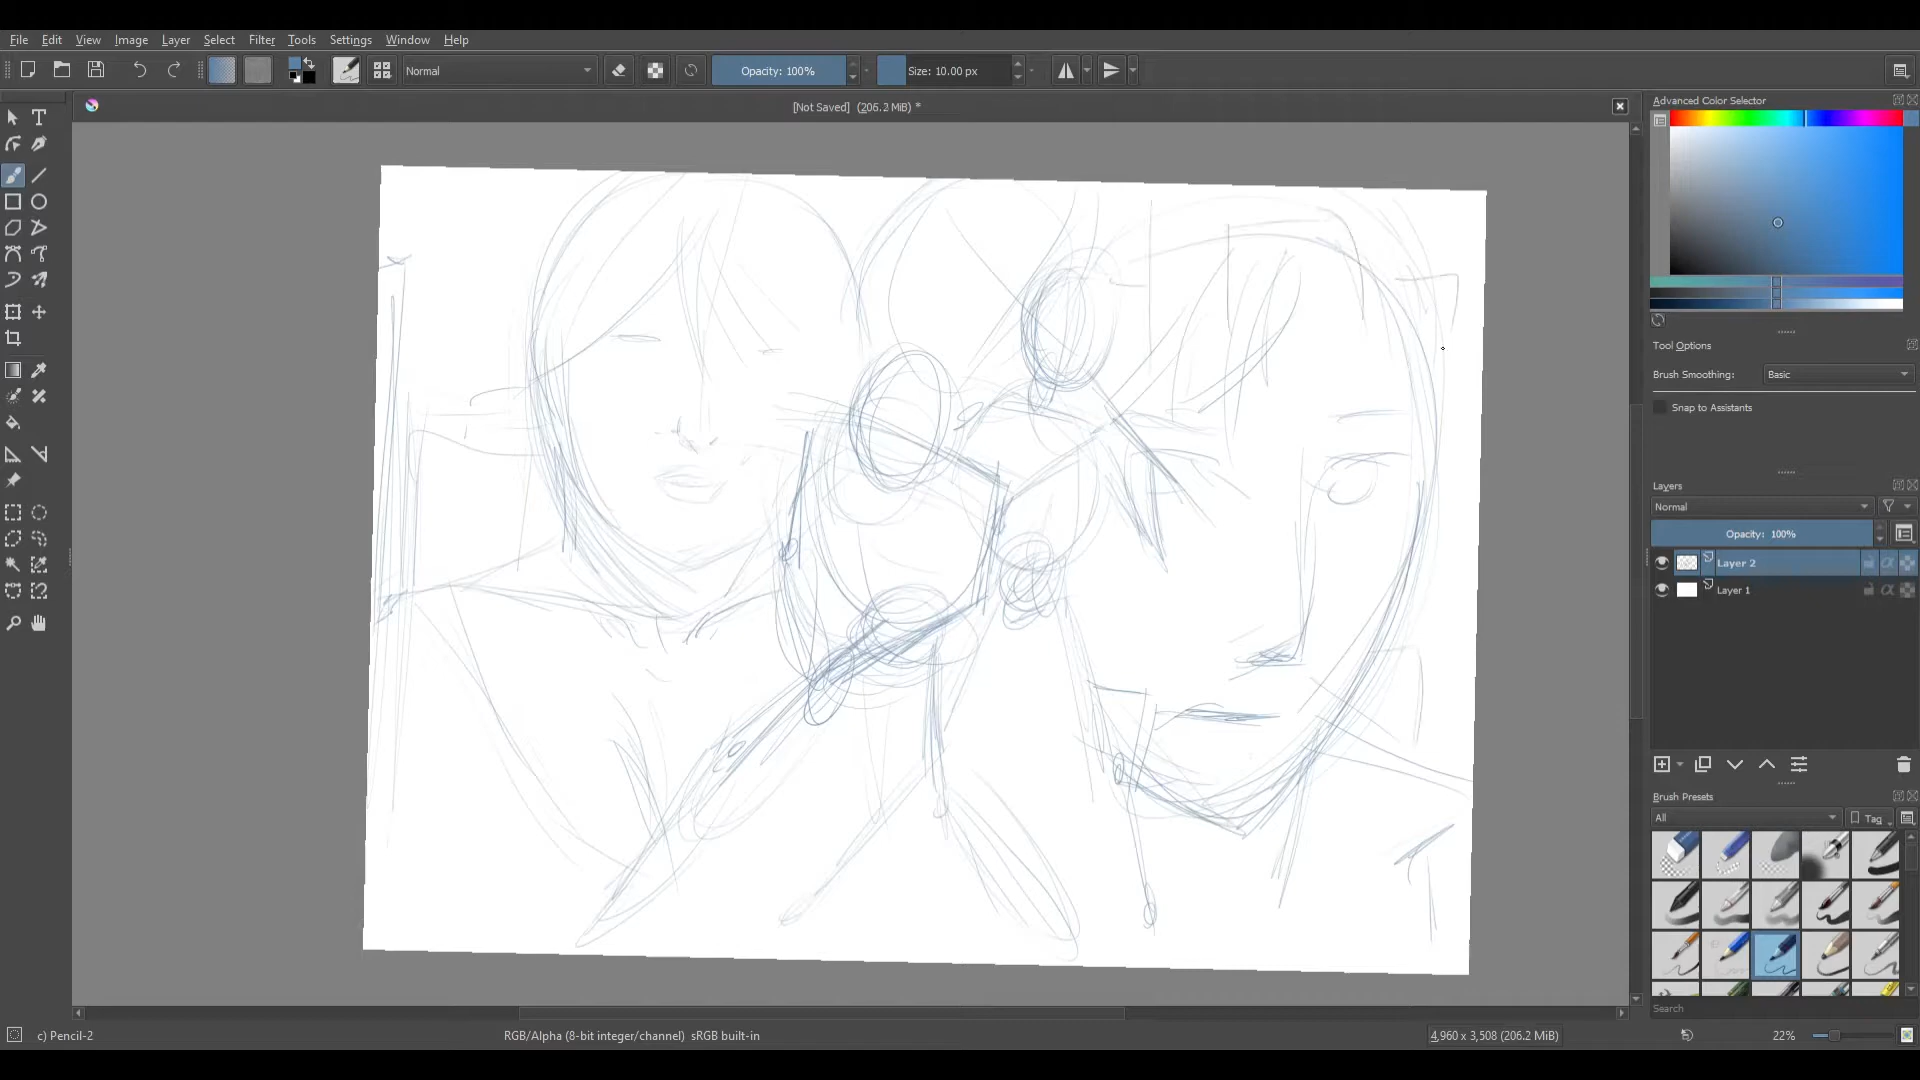 File Edit View Image Layer Select Filter Tools Settings Window Help
Normal
Opacity: 100%
Size: 10.00 px
[Not Saved] (206.2 MiB) *
Advanced Color Selector
Tool Options
Brush Smoothing: Basic
Snap to Assistants
Layers
Normal
Opacity: 100%
Layer 2
Layer 1
Brush Presets
All
Tag
Search
c) Pencil-2
RGB/Alpha (8-bit integer/channel) sRGB built-in
4,960 x 3,508 (206.2 MiB)
22%